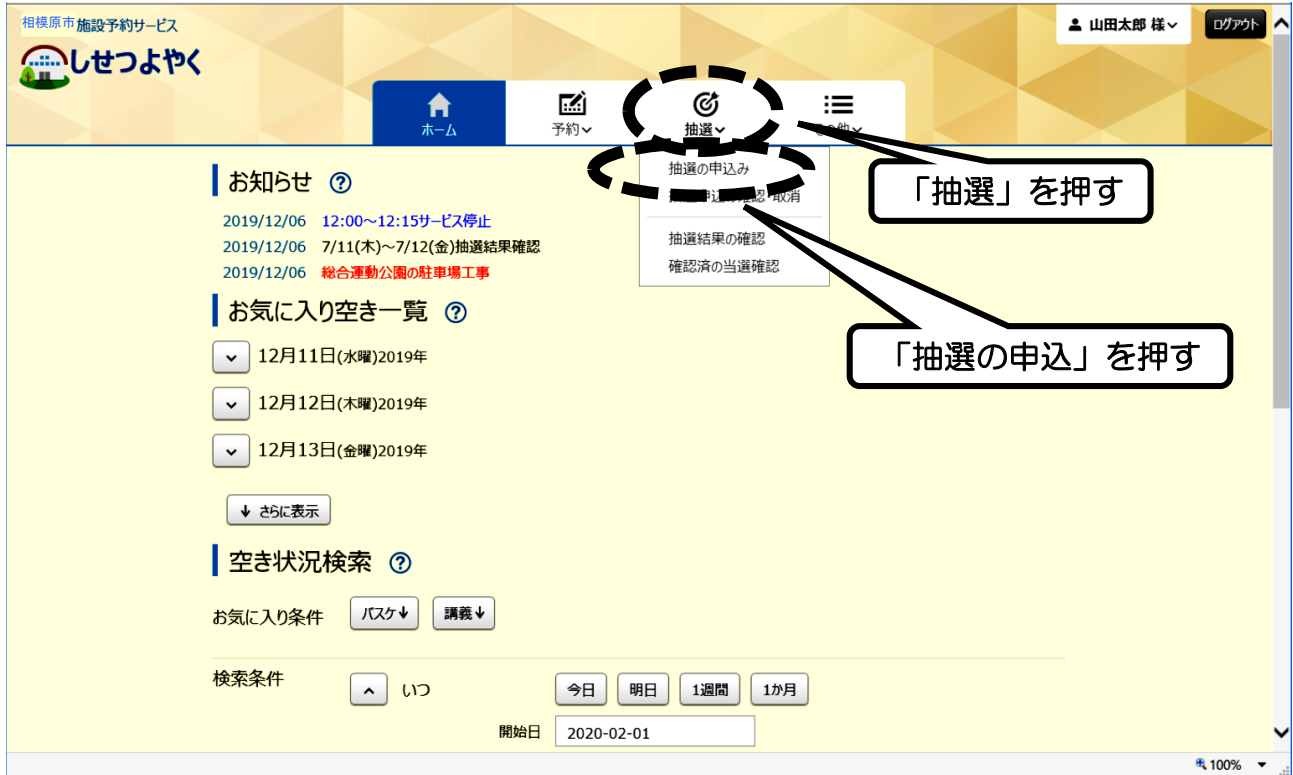 相模原市施設予約サービス
しせつよやく
山田太郎 様
ログアウト
ホーム
予約
抽選
その他
抽選の申込み
抽選申込の確認・取消
抽選結果の確認
確認済の当選確認
「抽選」を押す
「抽選の申込」を押す
お知らせ ?
2019/12/06 12:00～12:15サービス停止
2019/12/06 7/11(木)～7/12(金)抽選結果確認
2019/12/06 総合運動公園の駐車場工事
お気に入り空き一覧 ?
12月11日(水曜)2019年
12月12日(木曜)2019年
12月13日(金曜)2019年
↓ さらに表示
空き状況検索 ?
お気に入り条件 バスケ↓ 講義↓
検索条件 いつ 今日 明日 1週間 1か月
開始日 2020-02-01
100%